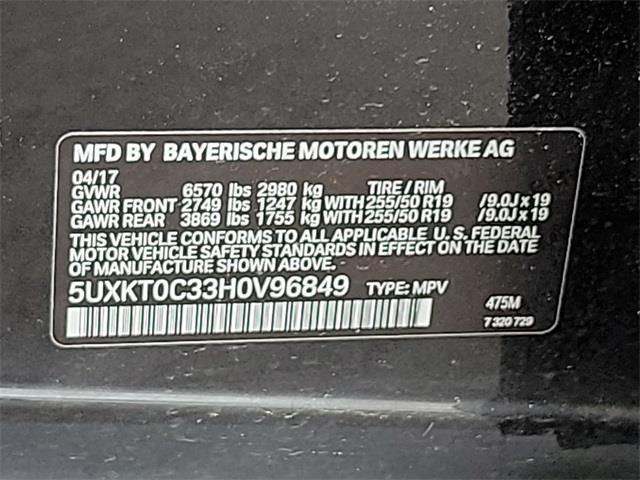 MFD BY BAYERISCHE MOTOREN WERKE AG
04/17
GVWR 6570 lbs 2980 kg TIRE / RIM
GAWR FRONT 2749 lbs 1247 kg WITH 255/50 R19 /9.0J x 19
GAWR REAR 3869 lbs 1755 kg WITH 255/50 R19 /9.0J x 19
THIS VEHICLE CONFORMS TO ALL APPLICABLE U. S. FEDERAL
MOTOR VEHICLE SAFETY STANDARDS IN EFFECT ON THE DATE
OF MANUFACTURE SHOWN ABOVE.
5UXKT0C33H0V96849 TYPE: MPV 475M
7 320 729